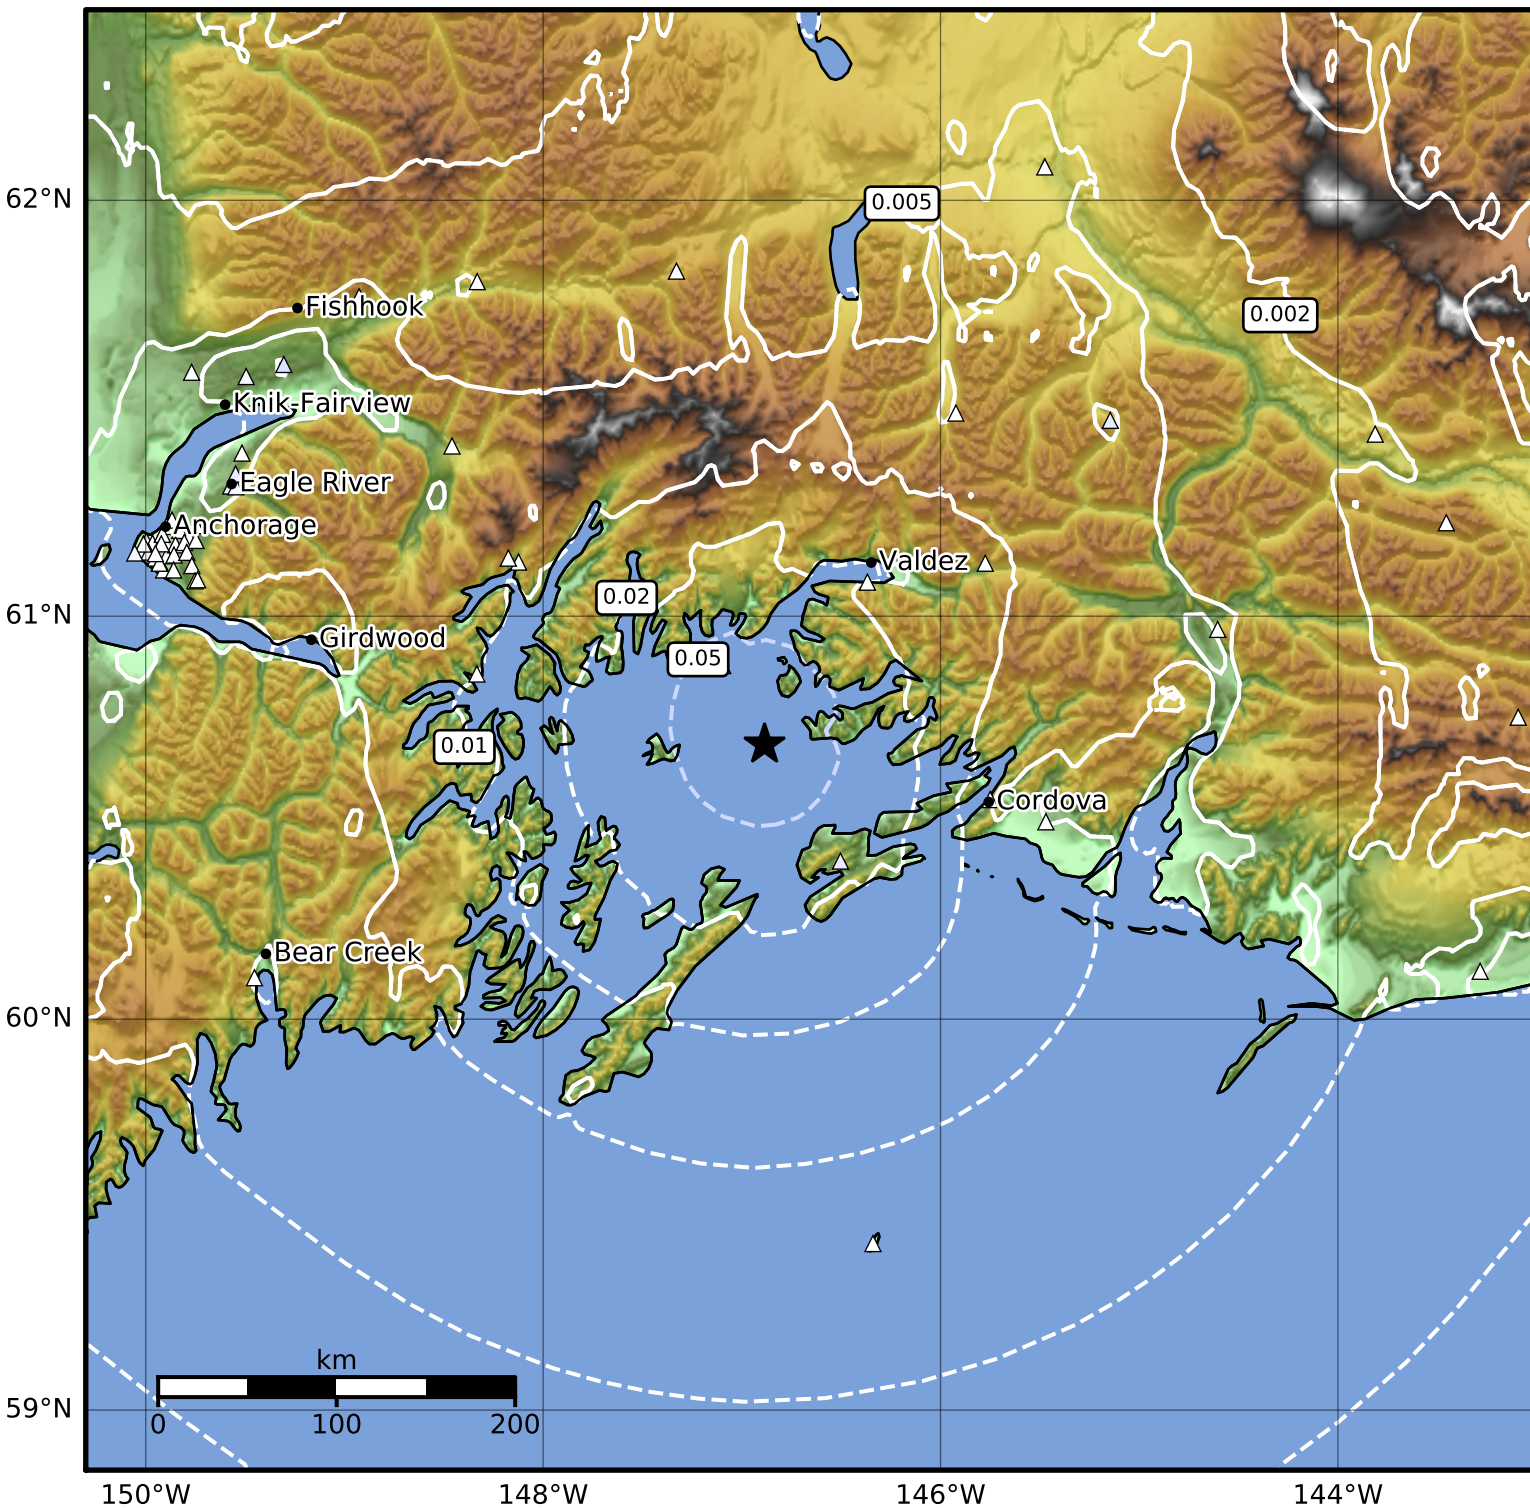 62°N
0.005
0.002
Fishhook
Knik-Fairview
Eagle River
Anchorage
Valdez
0.02
61°N
Girdwood
0.05
0.01
Cordova
Bear Creek
60°N
km
59°N
0 100 200
150°W 148°W 146°W 144°W